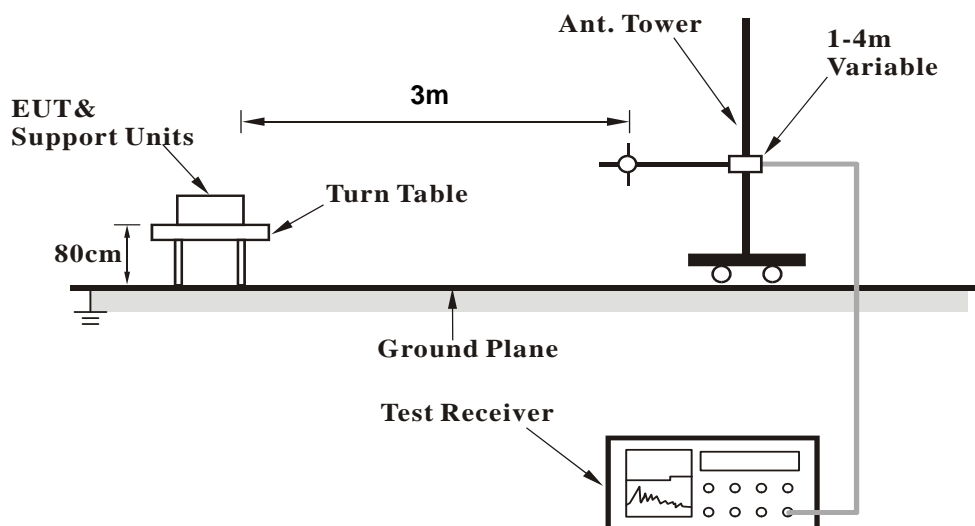 Ant. Tower
1-4m
Variable
3m
EUT&
Support Units
Turn Table
80cm
Ground Plane
Test Receiver